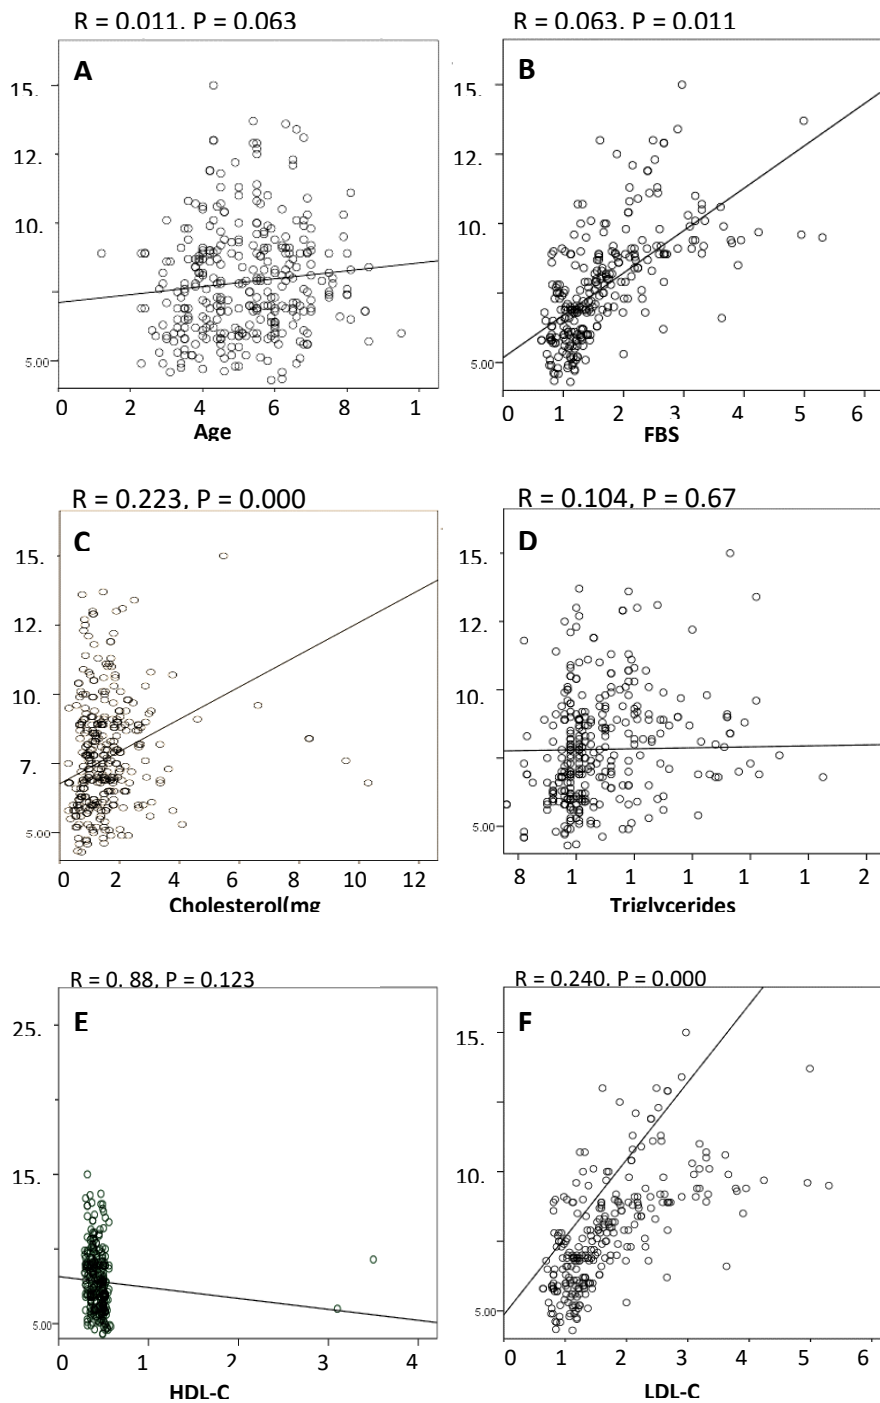 R = 0.011. P = 0.063
A
15.
12.
10.
5.00
0 2 4 6 8 1
Age
R = 0.063. P = 0.011
B
15.
12.
10.
5.00
0 1 2 3 4 5 6
FBS
R = 0.223, P = 0.000
C
15.
12.
10.
7.
5.00
0 2 4 6 8 10 12
Cholesterol(mg
R = 0.104, P = 0.67
D
15.
10.
5.00
8 1 1 1 1 1 2
Triglycerides
R = 0. 88, P = 0.123
E
25.
15.
5.00
0 1 2 3 4
HDL-C
R = 0.240. P = 0.000
F
15.
10.
5.00
0 1 2 3 4 5 6
LDL-C